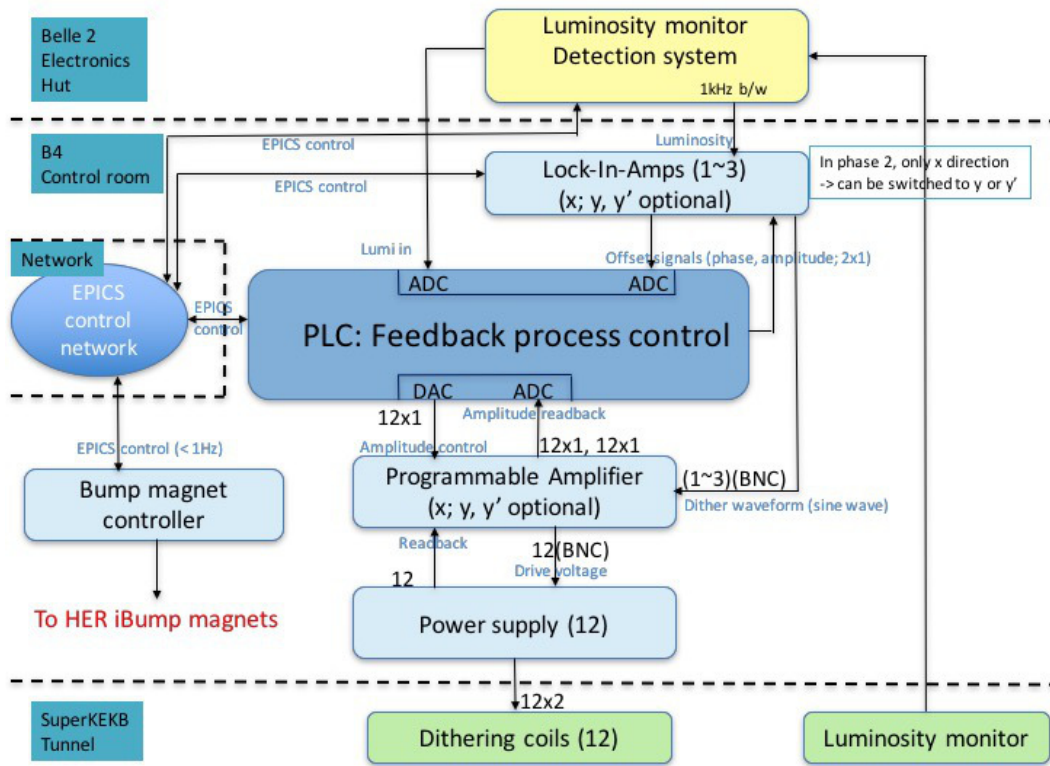 Belle 2
Electronics
Hut
Luminosity monitor
Detection system
1kHz b/w
EPICS control
Luminosity
B4
Control room
EPICS control
Lock-In-Amps (1~3)
(x; y, y’ optional)
In phase 2, only x direction
-> can be switched to y or y’
Network
Lumi in
Offset signals (phase, amplitude; 2x1)
ADC
ADC
EPICS
control
network
EPICS
control
PLC: Feedback process control
DAC
ADC
12x1
Amplitude readback
EPICS control (< 1Hz)
Amplitude control
12x1, 12x1
Bump magnet
controller
Programmable Amplifier
(x; y, y’ optional)
(1~3)(BNC)
Dither waveform (sine wave)
Readback
12
12(BNC)
Drive voltage
To HER iBump magnets
Power supply (12)
12x2
SuperKEKB
Tunnel
Dithering coils (12)
Luminosity monitor